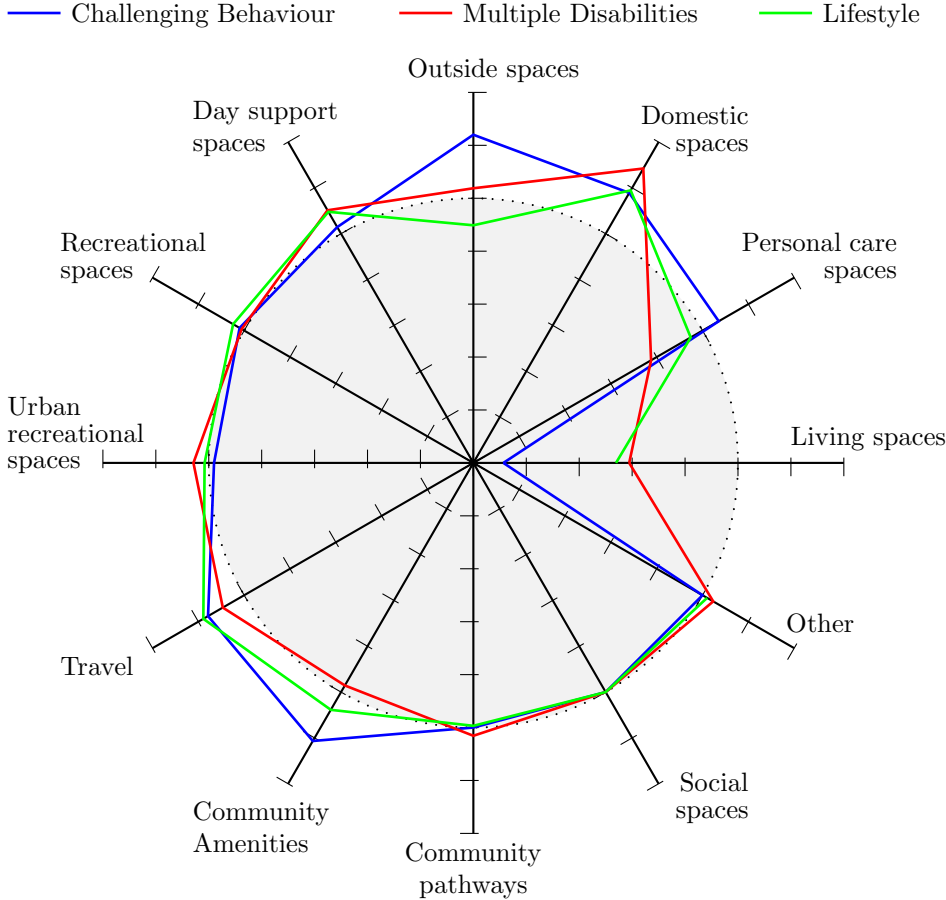 Challenging Behaviour
Multiple Disabilities
Lifestyle
Outside spaces
Day support
spaces
Domestic
spaces
Recreational
spaces
Personal care
spaces
Urban
recreational
spaces
Living spaces
Travel
Other
Community
Amenities
Social
spaces
Community
pathways